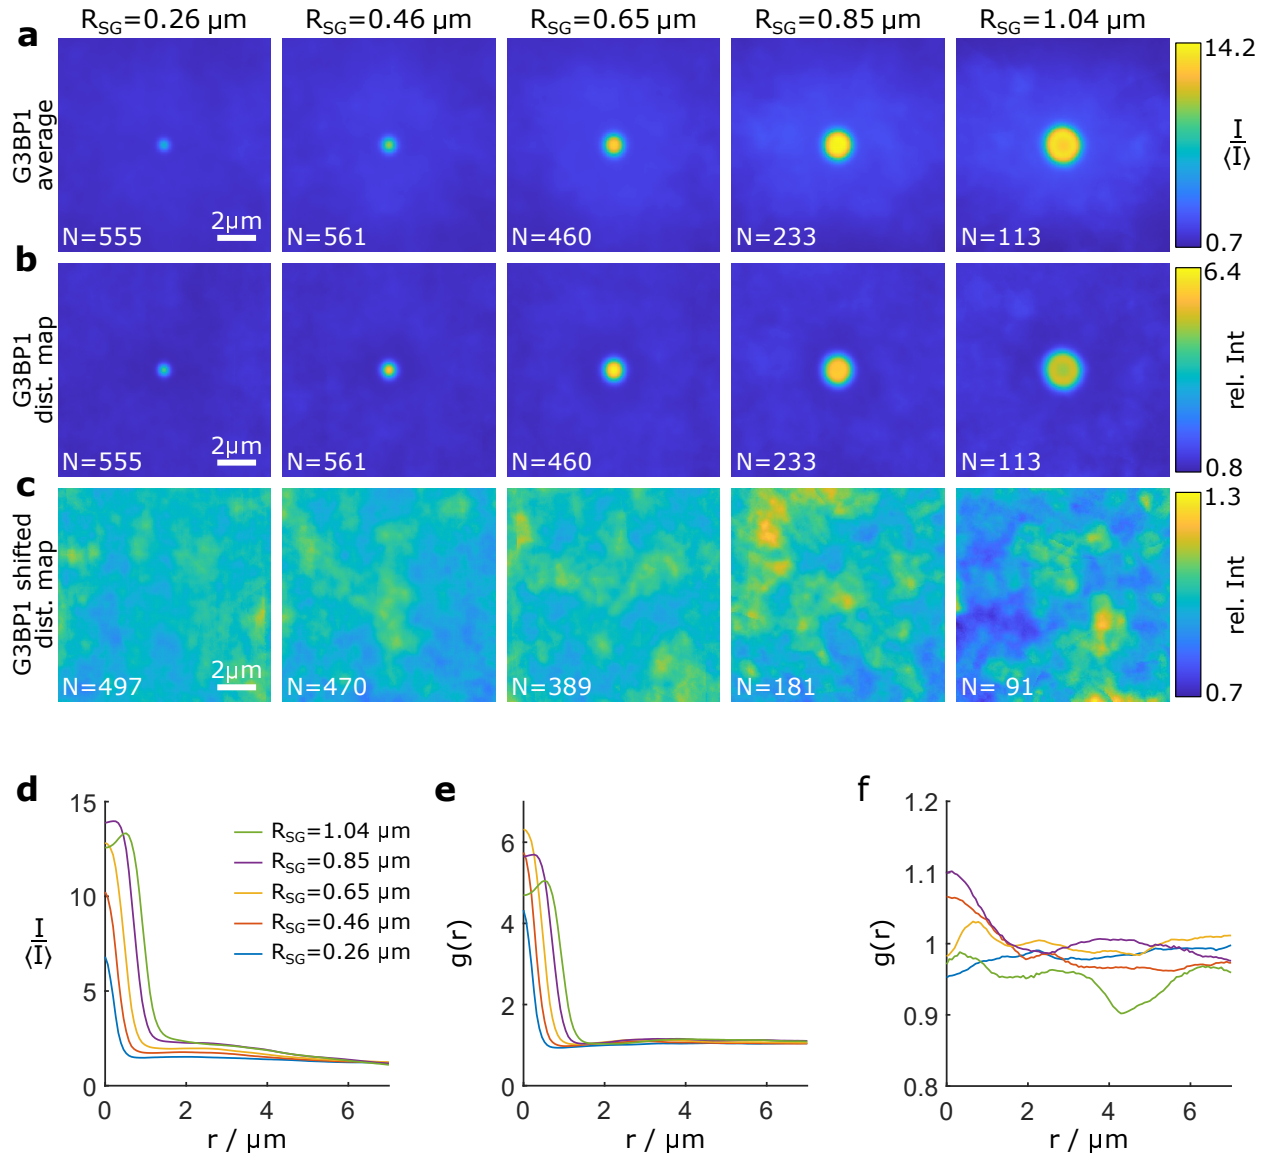 R_SG=0.26 µm R_SG=0.46 µm R_SG=0.65 µm R_SG=0.85 µm R_SG=1.04 µm
a
G3BP1
average
N=555 2µm N=561 N=460 N=233 N=113
14.2
I
⟨I⟩
0.7
b
G3BP1
dist. map
N=555 2µm N=561 N=460 N=233 N=113
6.4
rel. Int
0.8
c
G3BP1 shifted
dist. map
N=497 2µm N=470 N=389 N=181 N= 91
1.3
rel. Int
0.7
d
15
10
5
0
I
⟨I⟩
R_SG=1.04 µm
R_SG=0.85 µm
R_SG=0.65 µm
R_SG=0.46 µm
R_SG=0.26 µm
0 2 4 6
r / µm
e
6
4
2
0
g(r)
0 2 4 6
r / µm
f
1.2
1.1
1
0.9
0.8
g(r)
0 2 4 6
r / µm